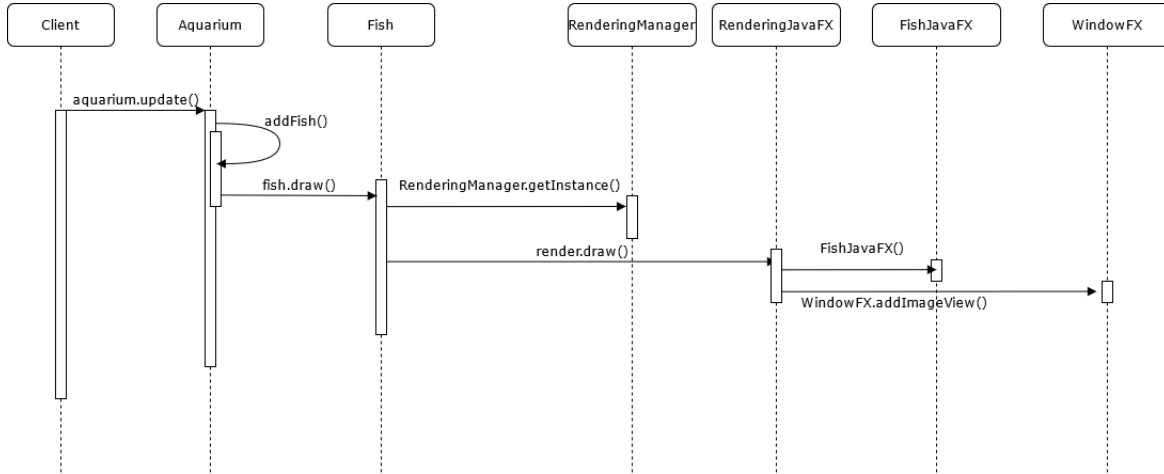 Client
Aquarium
Fish
RenderingManager
RenderingJavaFX
FishJavaFX
WindowFX
aquarium.update()
addFish()
fish.draw()
RenderingManager.getInstance()
render.draw()
FishJavaFX()
WindowFX.addImageView()